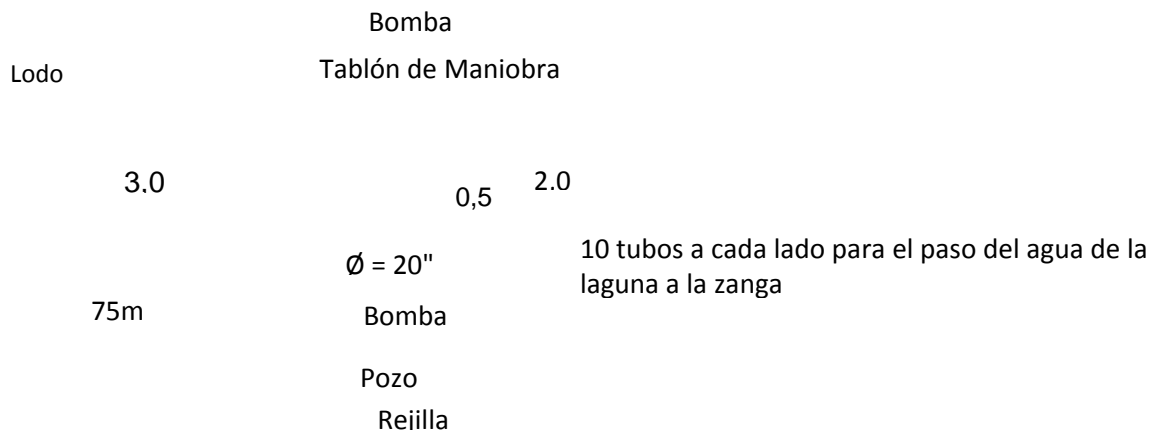 Bomba
Lodo
Tablón de Maniobra
3.0
0,5
2.0
Ø = 20"
10 tubos a cada lado para el paso del agua de la
laguna a la zanga
75m
Bomba
Pozo
Rejilla